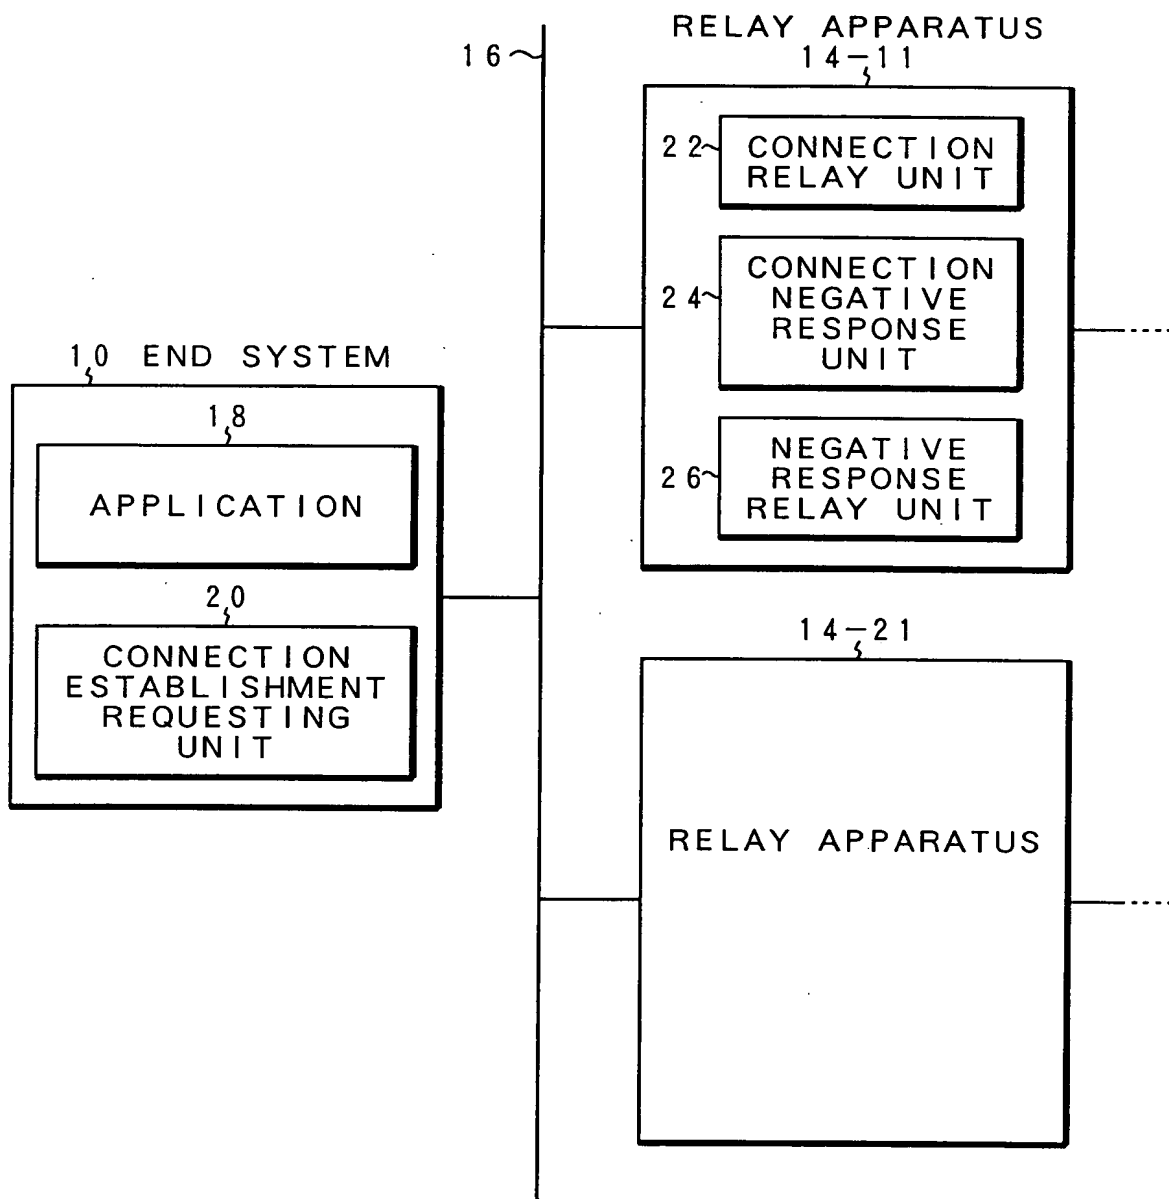 16
RELAY APPARATUS
14-11
22
CONNECTION
RELAY UNIT
24
CONNECTION
NEGATIVE
RESPONSE
UNIT
26
NEGATIVE
RESPONSE
RELAY UNIT
10 END SYSTEM
18
APPLICATION
20
CONNECTION
ESTABLISHMENT
REQUESTING
UNIT
14-21
RELAY APPARATUS